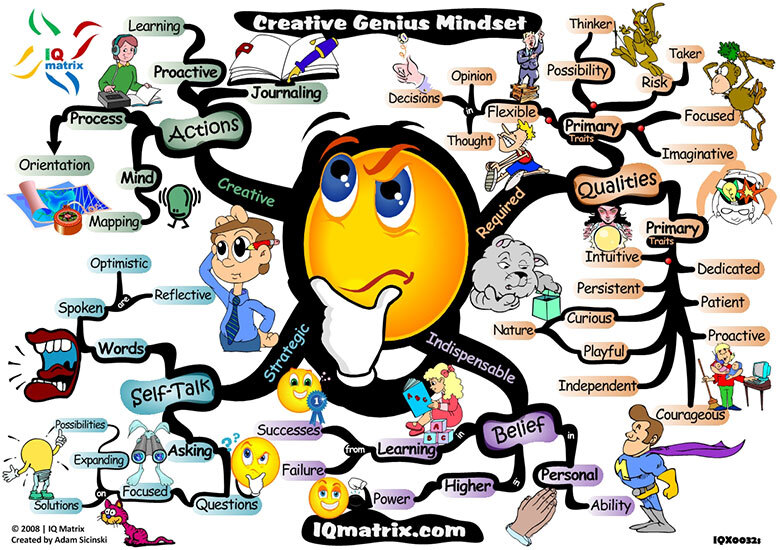 Creative Genius Mindset
IQ
matrix
Learning
Proactive
Journaling
Process
Actions
Orientation
Mind
Mapping
Creative
Opinion
Decisions
in
Flexible
Thought
Thinker
Possibility
Taker
Risk
Primary
Traits
Focused
Imaginative
Required
Qualities
Primary
Traits
Intuitive
Dedicated
Persistent
Patient
Nature
Curious
Playful
Proactive
Independent
Courageous
Optimistic
Spoken
are
Reflective
Words
Strategic
Self-Talk
Possibilities
Expanding
Asking
??
Solutions
on
Focused
Questions
Indispensable
1
A B C
A
B C
Successes
from
Learning
in
Belief
in
Failure
Personal
Power
Higher
in
Ability
M
© 2008 | IQ Matrix
Created by Adam Sicinski
IQmatrix.com
IQX0032s